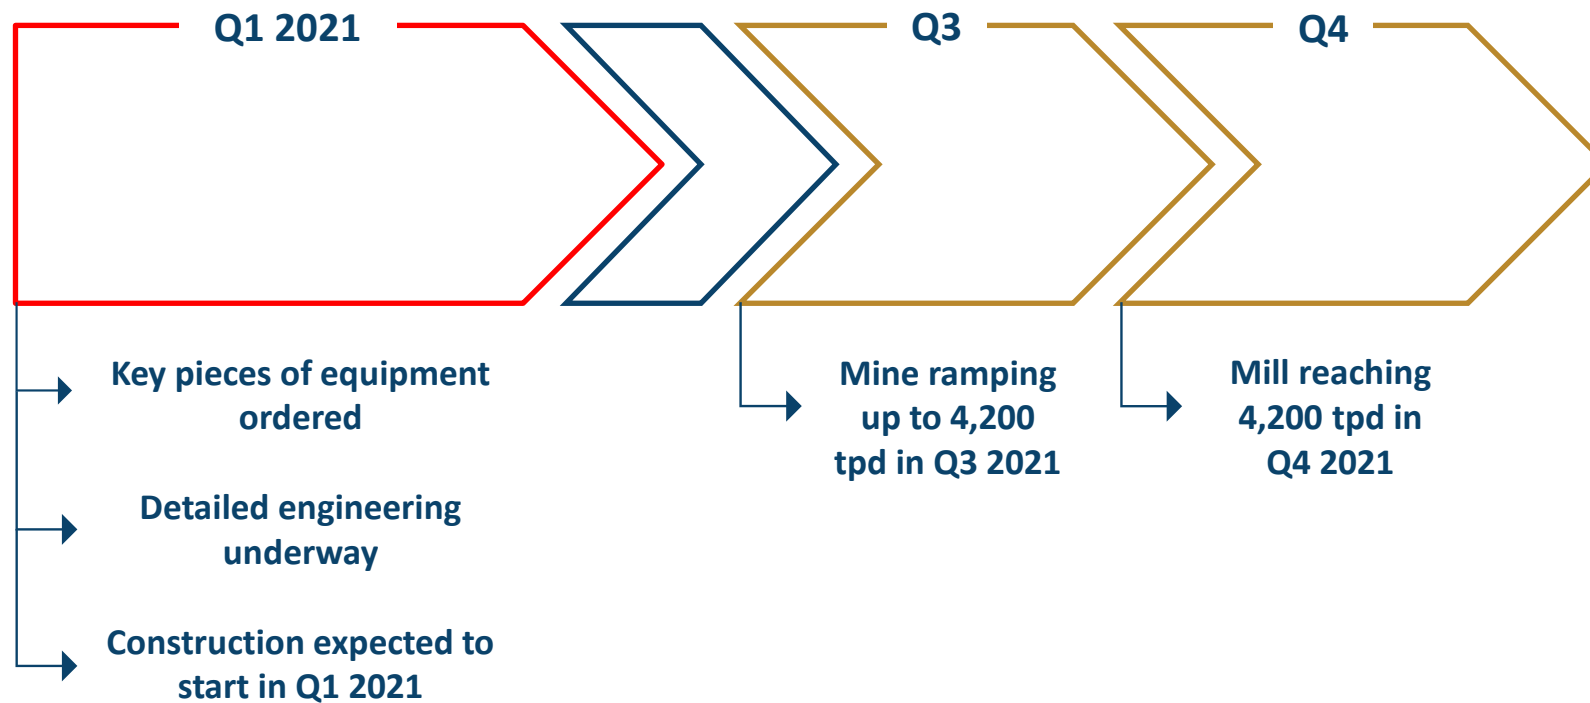 Q1 2021
Q3
Q4
Key pieces of equipment
ordered
Detailed engineering
underway
Construction expected to
start in Q1 2021
Mine ramping
up to 4,200
tpd in Q3 2021
Mill reaching
4,200 tpd in
Q4 2021